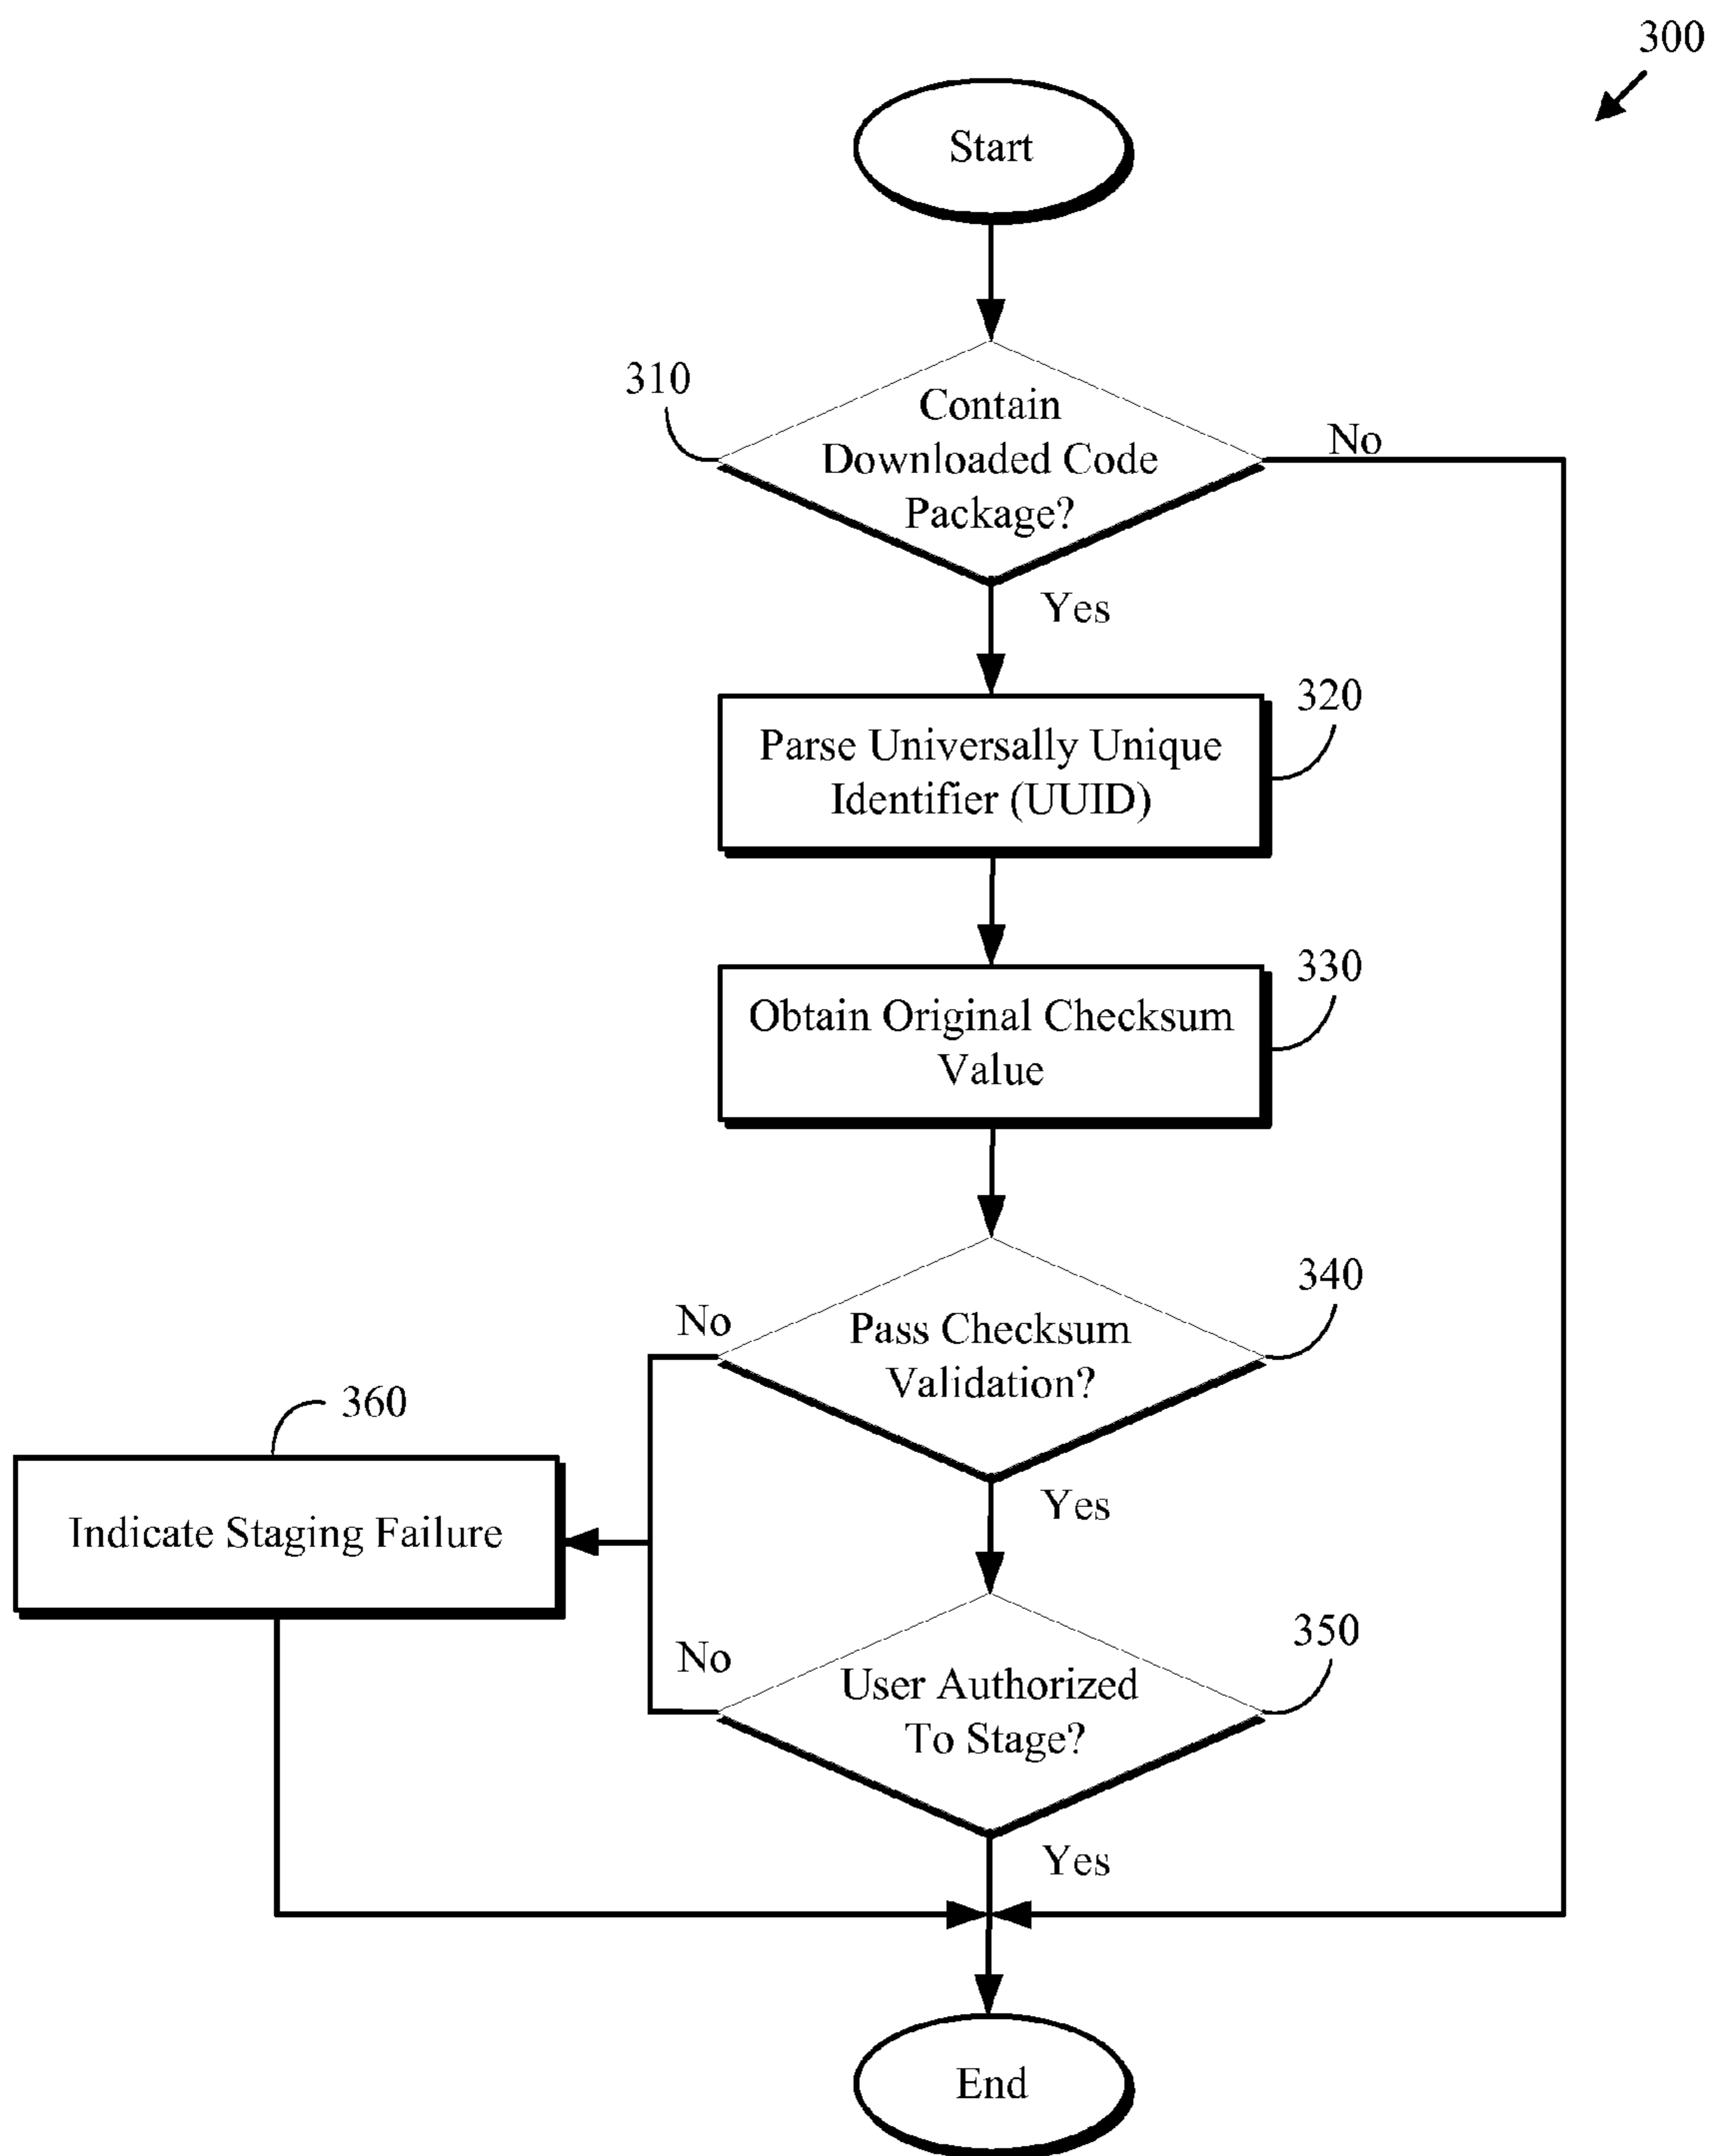 300
Start
310
Contain
Downloaded Code
Package?
No
Yes
320
Parse Universally Unique
Identifier (UUID)
330
Obtain Original Checksum
Value
340
No
Pass Checksum
Validation?
Yes
360
Indicate Staging Failure
350
No
User Authorized
To Stage?
Yes
End